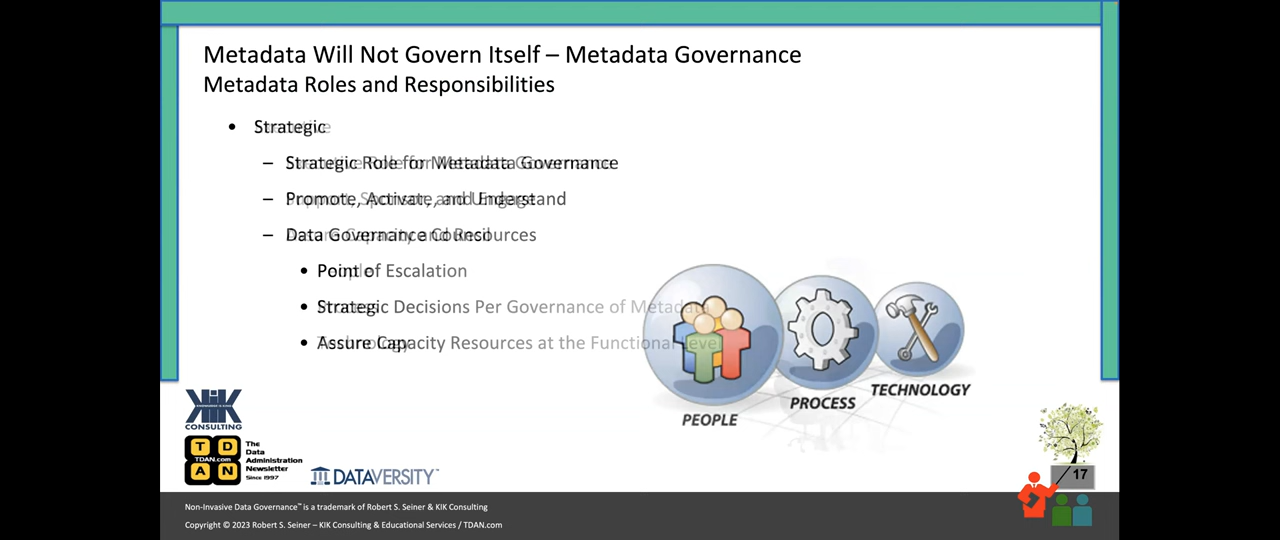 Metadata Will Not Govern Itself – Metadata Governance
Metadata Roles and Responsibilities
• Strategic
– Strategic Role for Metadata Governance
– Promote, Activate, and Understand
– Data Governance Council
• Point of Escalation
• Strategic Decisions Per Governance of Metadata
• Assure Capacity Resources at the Functional Level
PEOPLE
PROCESS
TECHNOLOGY
KIK
CONSULTING
T D
TDAN.com
A N
The
Data
Administration
Newsletter
Since 1997
DATAVERSITY
17
Non-Invasive Data Governance™ is a trademark of Robert S. Seiner & KIK Consulting
Copyright © 2023 Robert S. Seiner – KIK Consulting & Educational Services / TDAN.com